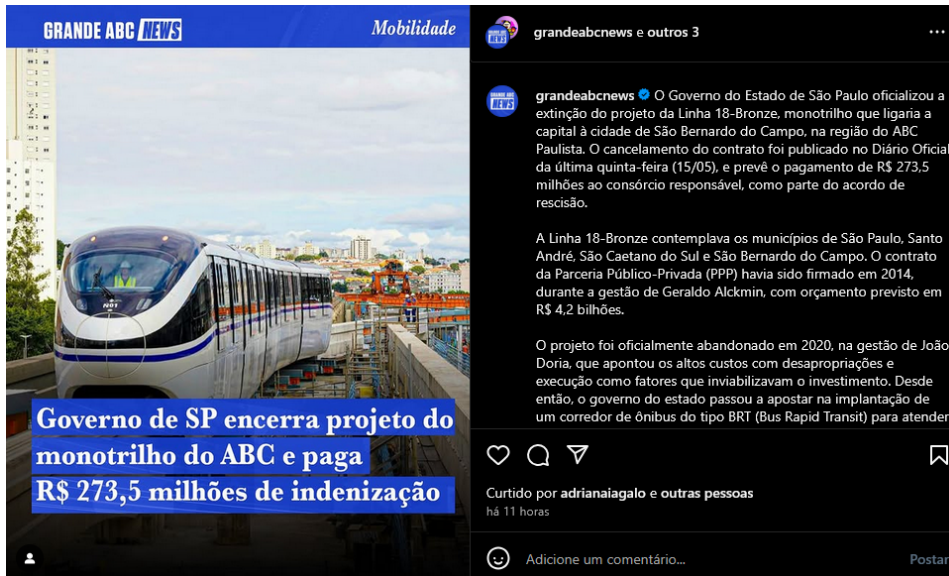 GRANDE ABC NEWS
Mobilidade
N01
Governo de SP encerra projeto do
monotrilho do ABC e paga
R$ 273,5 milhões de indenização
grandeabcnews e outros 3
grandeabcnews O Governo do Estado de São Paulo oficializou a
extinção do projeto da Linha 18-Bronze, monotrilho que ligaria a
capital à cidade de São Bernardo do Campo, na região do ABC
Paulista. O cancelamento do contrato foi publicado no Diário Oficial
da última quinta-feira (15/05), e prevê o pagamento de R$ 273,5
milhões ao consórcio responsável, como parte do acordo de
rescisão.
A Linha 18-Bronze contemplava os municípios de São Paulo, Santo
André, São Caetano do Sul e São Bernardo do Campo. O contrato
da Parceria Público-Privada (PPP) havia sido firmado em 2014,
durante a gestão de Geraldo Alckmin, com orçamento previsto em
R$ 4,2 bilhões.
O projeto foi oficialmente abandonado em 2020, na gestão de João
Doria, que apontou os altos custos com desapropriações e
execução como fatores que inviabilizavam o investimento. Desde
então, o governo do estado passou a apostar na implantação de
um corredor de ônibus do tipo BRT (Bus Rapid Transit) para atender
Curtido por adrianaiagalo e outras pessoas
há 11 horas
Adicione um comentário...
Postar